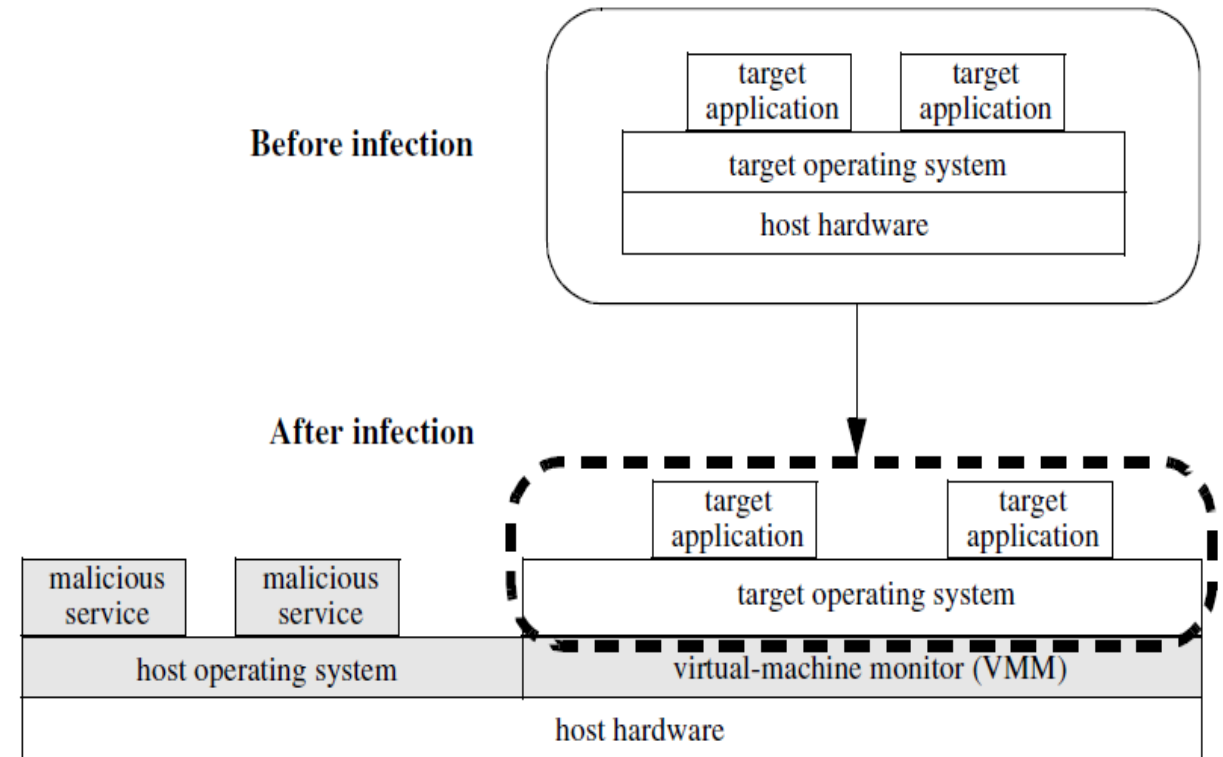 target
application
target
application
Before infection
target operating system
host hardware
After infection
target
application
target
application
malicious
service
malicious
service
target operating system
host operating system
virtual-machine monitor (VMM)
host hardware